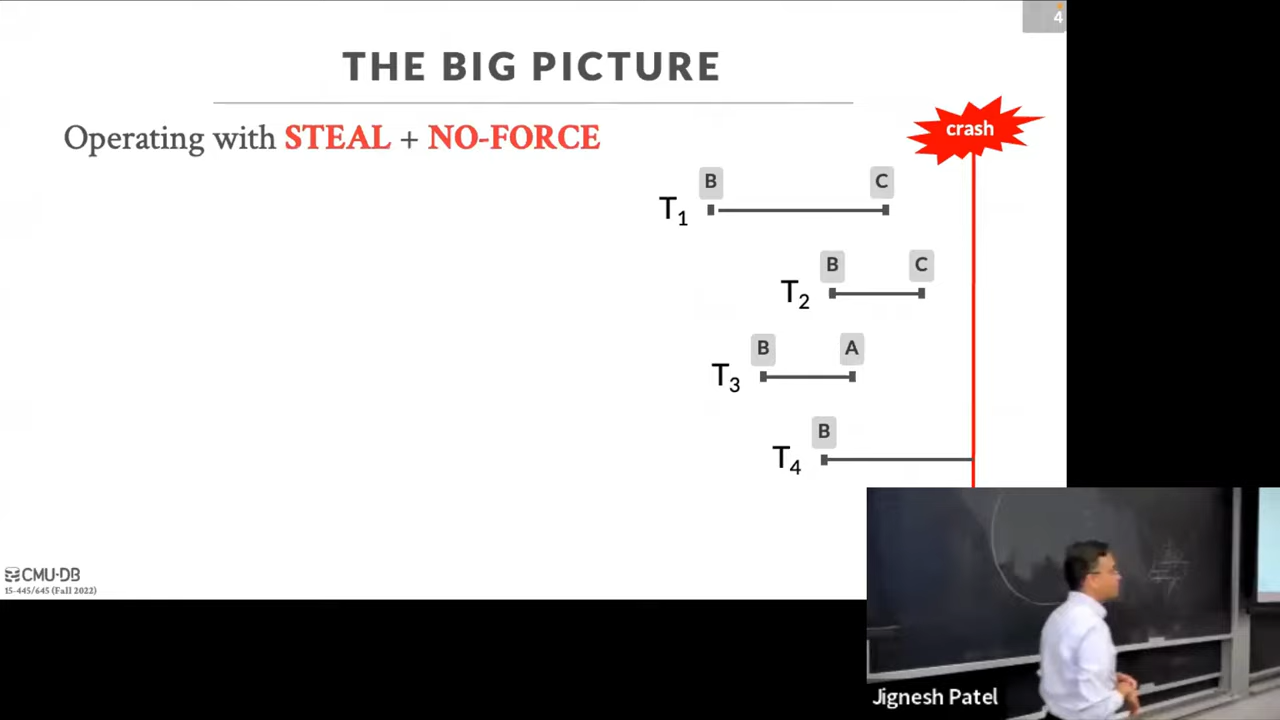 4
THE BIG PICTURE
Operating with STEAL + NO-FORCE
crash
B C
T1
B C
T2
B A
T3
B
T4
CMU·DB
15-445/645 (Fall 2022)
Jignesh Patel